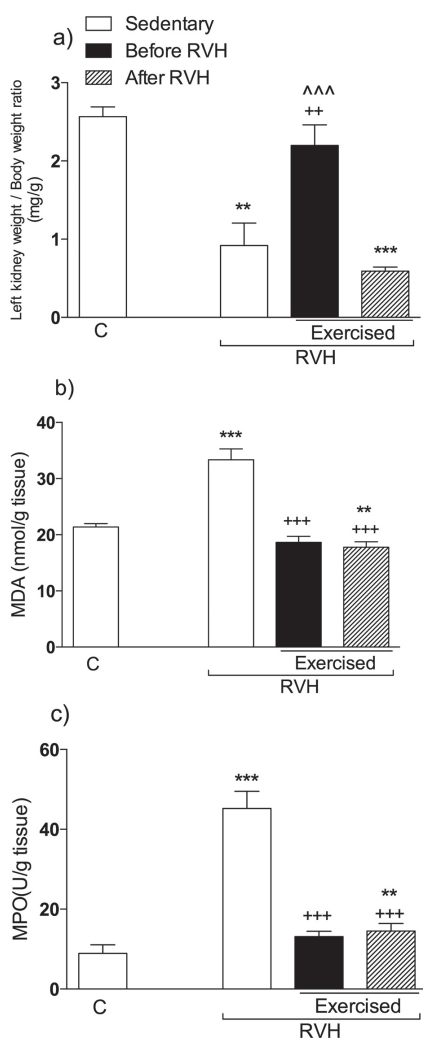 a)
Sedentary
Before RVH
After RVH
Left kidney weight / Body weight ratio
(mg/g)
3
2
1
0
**
^^^
++
***
C
Exercised
RVH
b)
MDA (nmol/g tissue)
40
30
20
10
0
***
+++
**
+++
C
Exercised
RVH
c)
MPO(U/g tissue)
60
40
20
0
***
+++
**
+++
C
Exercised
RVH